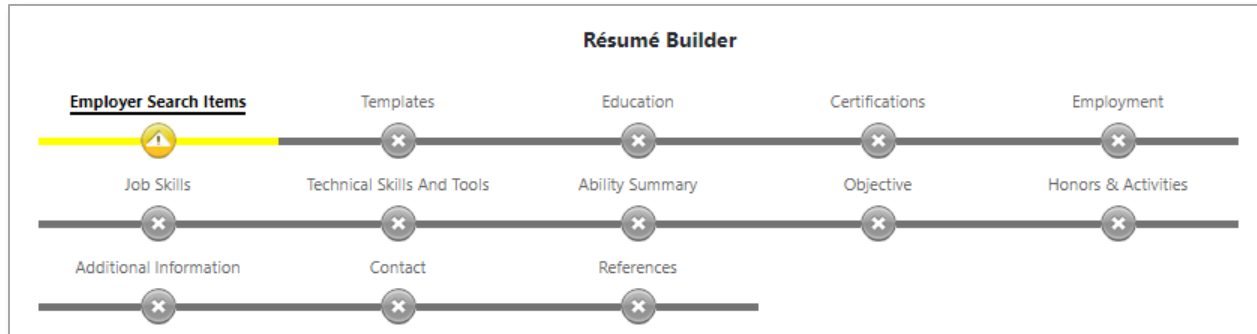 Résumé Builder
Employer Search Items Templates Education Certifications Employment
Job Skills Technical Skills And Tools Ability Summary Objective Honors & Activities
Additional Information Contact References